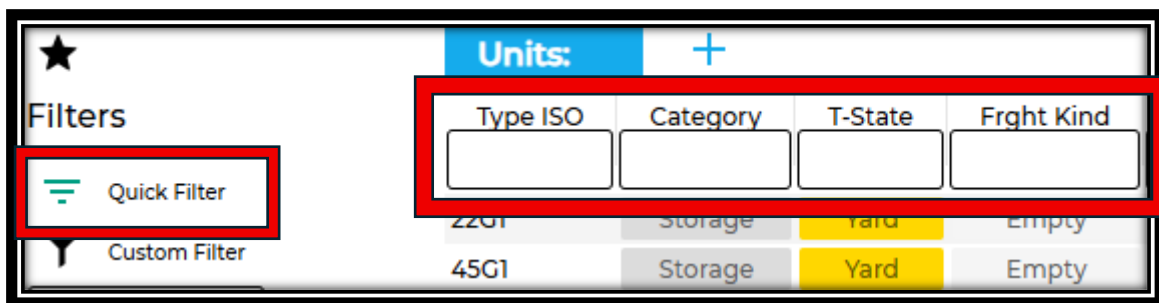 Units:
Filters
Type ISO Category T-State Frght Kind
Quick Filter
22G1 Storage Yard Empty
Custom Filter
45G1 Storage Yard Empty